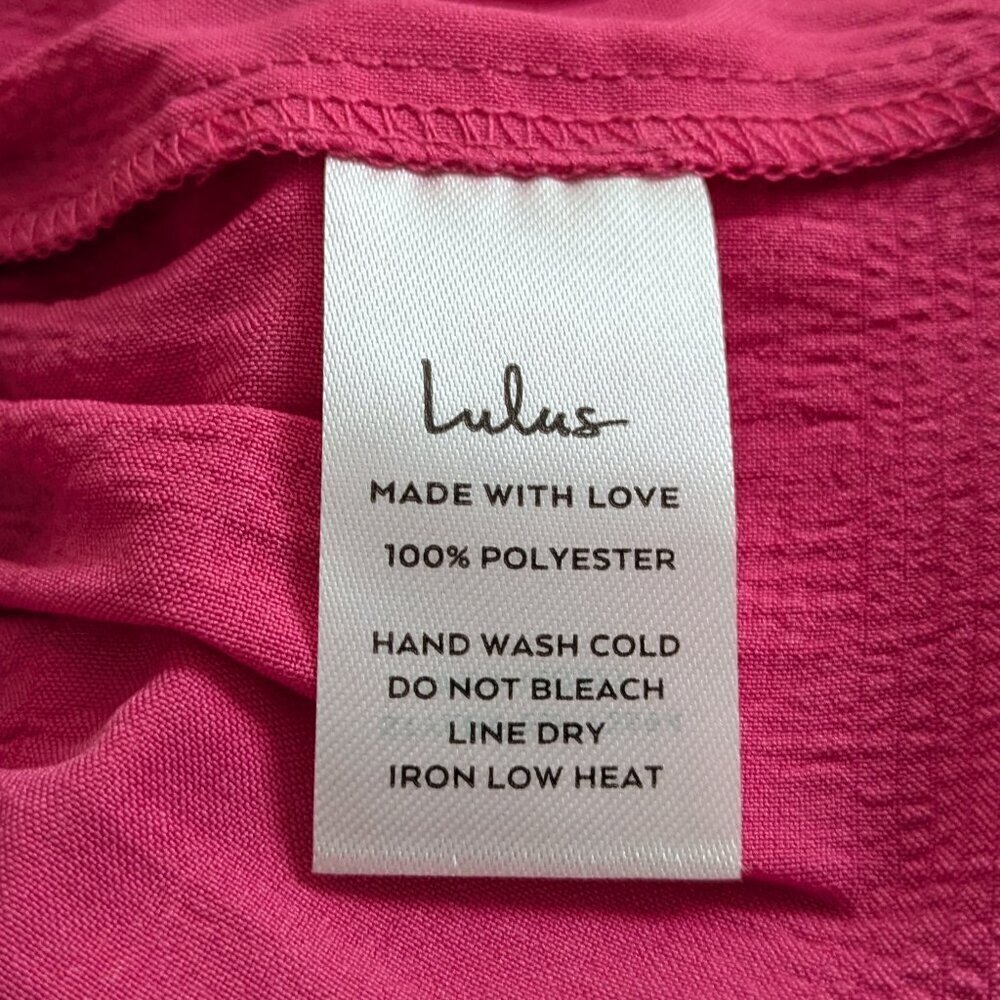 Lulus
MADE WITH LOVE
100% POLYESTER
HAND WASH COLD
DO NOT BLEACH
LINE DRY
IRON LOW HEAT